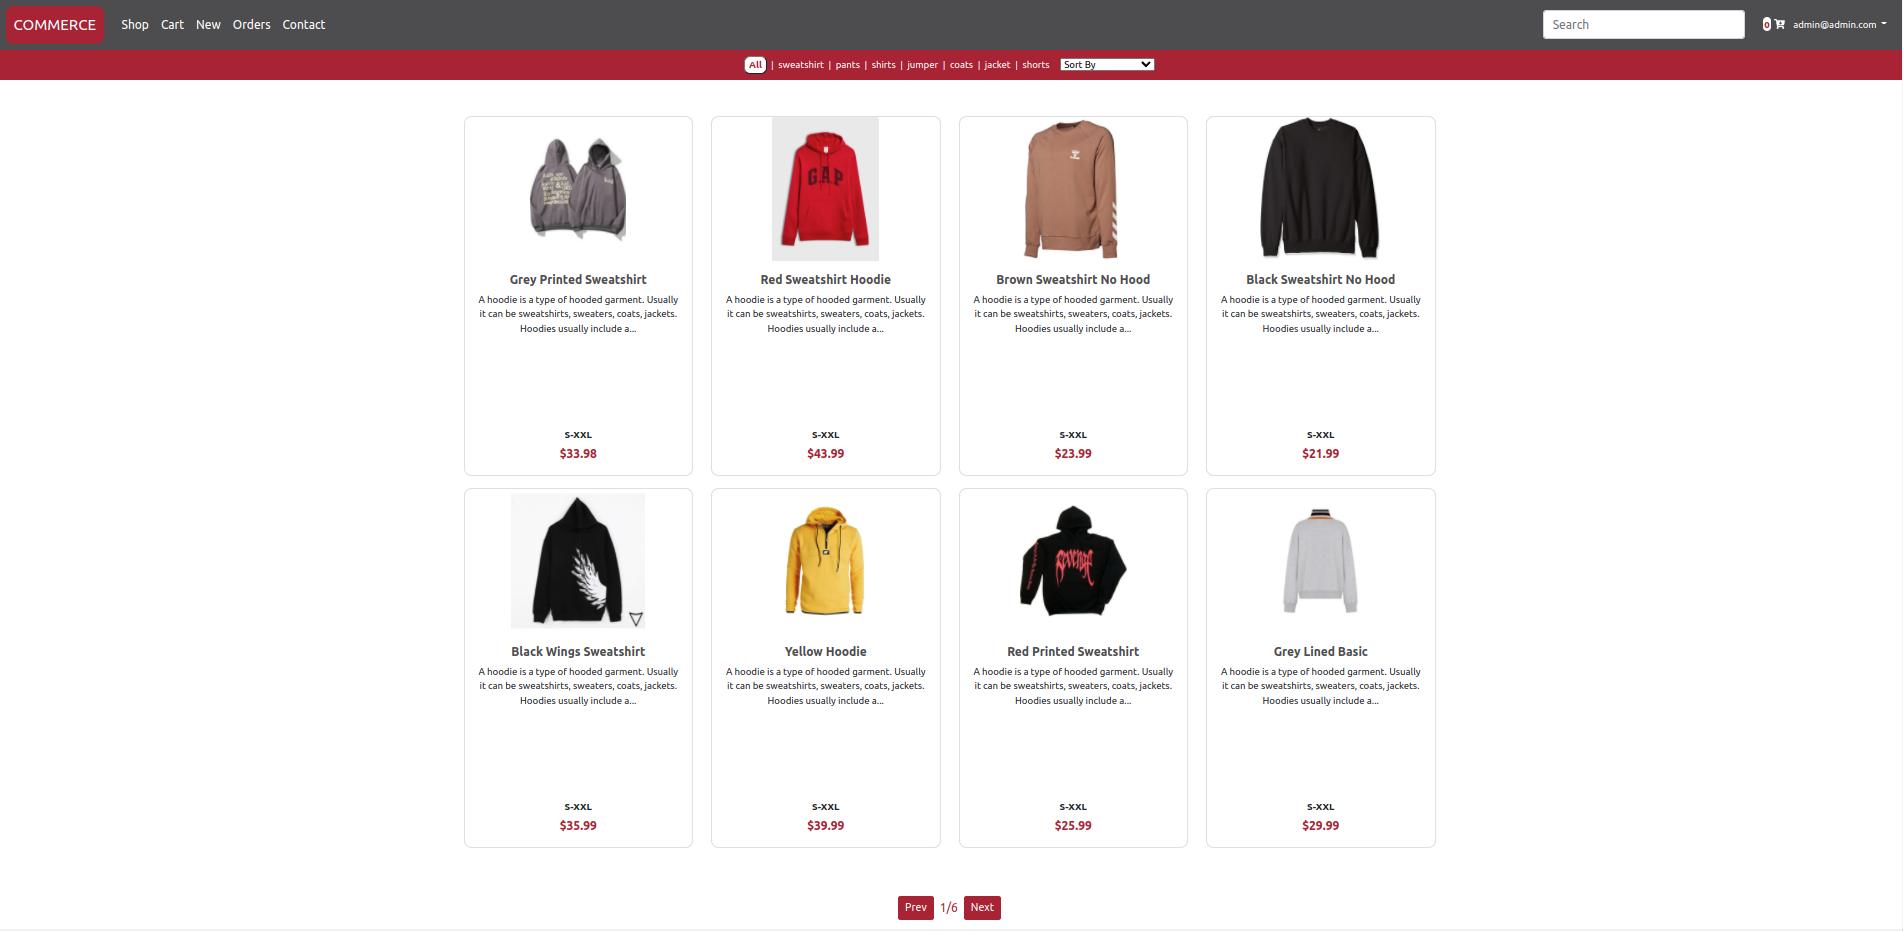 COMMERCE Shop Cart New Orders Contact Search 0 admin@admin.com
All | sweatshirt | pants | shirts | jumper | coats | jacket | shorts Sort By
GAP
Grey Printed Sweatshirt
A hoodie is a type of hooded garment. Usually
it can be sweatshirts, sweaters, coats, jackets.
Hoodies usually include a...
S-XXL
$33.98
Red Sweatshirt Hoodie
A hoodie is a type of hooded garment. Usually
it can be sweatshirts, sweaters, coats, jackets.
Hoodies usually include a...
S-XXL
$43.99
Brown Sweatshirt No Hood
A hoodie is a type of hooded garment. Usually
it can be sweatshirts, sweaters, coats, jackets.
Hoodies usually include a...
S-XXL
$23.99
Black Sweatshirt No Hood
A hoodie is a type of hooded garment. Usually
it can be sweatshirts, sweaters, coats, jackets.
Hoodies usually include a...
S-XXL
$21.99
Black Wings Sweatshirt
A hoodie is a type of hooded garment. Usually
it can be sweatshirts, sweaters, coats, jackets.
Hoodies usually include a...
S-XXL
$35.99
Yellow Hoodie
A hoodie is a type of hooded garment. Usually
it can be sweatshirts, sweaters, coats, jackets.
Hoodies usually include a...
S-XXL
$39.99
revenge
Red Printed Sweatshirt
A hoodie is a type of hooded garment. Usually
it can be sweatshirts, sweaters, coats, jackets.
Hoodies usually include a...
S-XXL
$25.99
Grey Lined Basic
A hoodie is a type of hooded garment. Usually
it can be sweatshirts, sweaters, coats, jackets.
Hoodies usually include a...
S-XXL
$29.99
Prev 1/6 Next